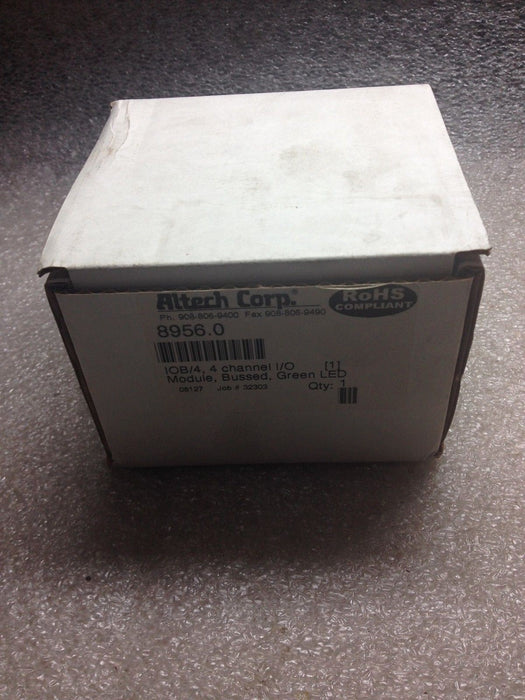 Altech Corp.®
RoHS
COMPLIANT
Ph. 908-806-9400 Fax 908-806-9490
8956.0
IOB/4, 4 channel I/O [1]
Module, Bussed, Green LED
08127 Job # 32303 Qty: 1